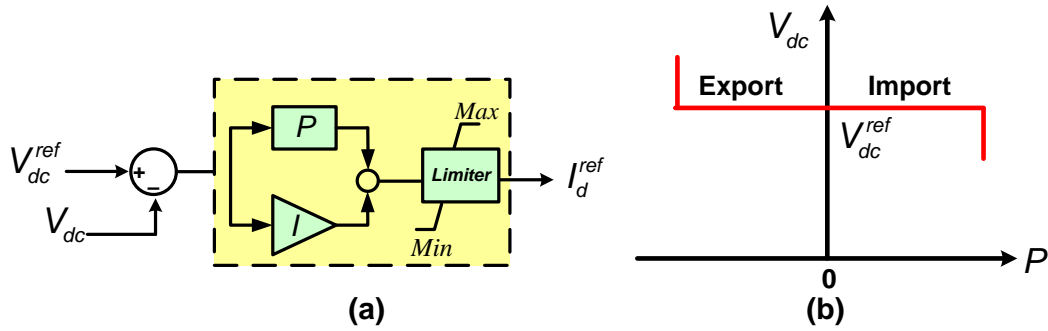 V_dc^ref
+
−
V_dc
P
I
Max
Limiter
Min
I_d^ref
(a)
V_dc
Export
Import
V_dc^ref
0
P
(b)